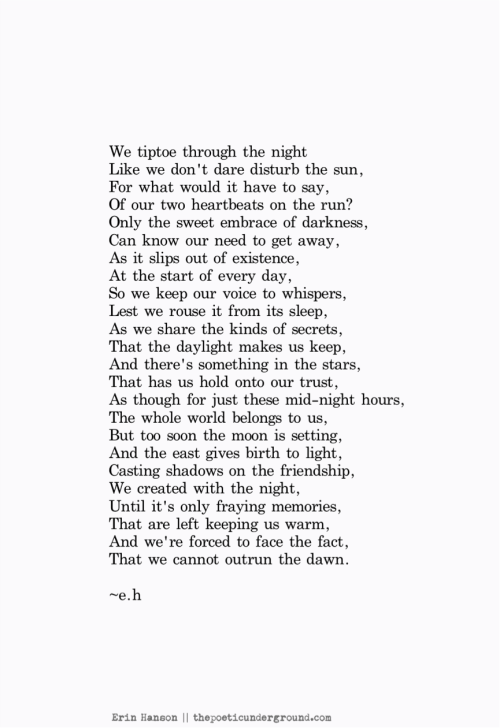 We tiptoe through the night
Like we don't dare disturb the sun,
For what would it have to say,
Of our two heartbeats on the run?
Only the sweet embrace of darkness,
Can know our need to get away,
As it slips out of existence,
At the start of every day,
So we keep our voice to whispers,
Lest we rouse it from its sleep,
As we share the kinds of secrets,
That the daylight makes us keep,
And there's something in the stars,
That has us hold onto our trust,
As though for just these mid-night hours,
The whole world belongs to us,
But too soon the moon is setting,
And the east gives birth to light,
Casting shadows on the friendship,
We created with the night,
Until it's only fraying memories,
That are left keeping us warm,
And we're forced to face the fact,
That we cannot outrun the dawn.
~e.h
Erin Hanson || thepoeticunderground.com